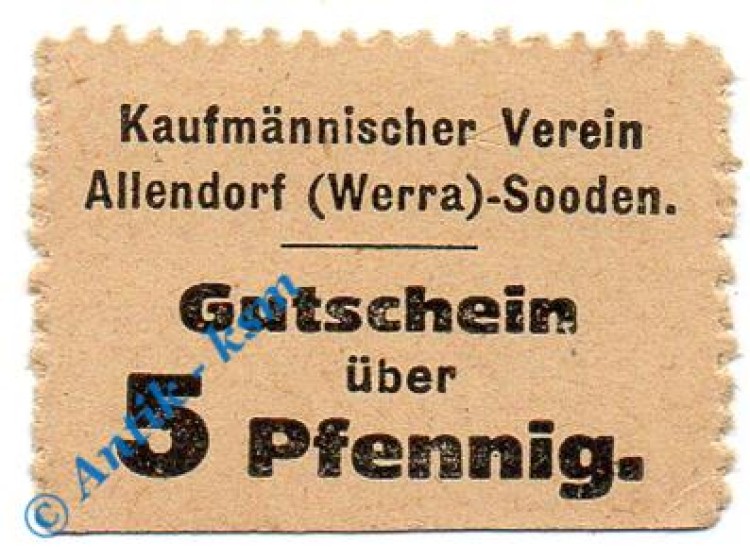 Kaufmännischer Verein
Allendorf (Werra)-Sooden.
Gutschein
über
5 Pfennig.
© Antik - ksm